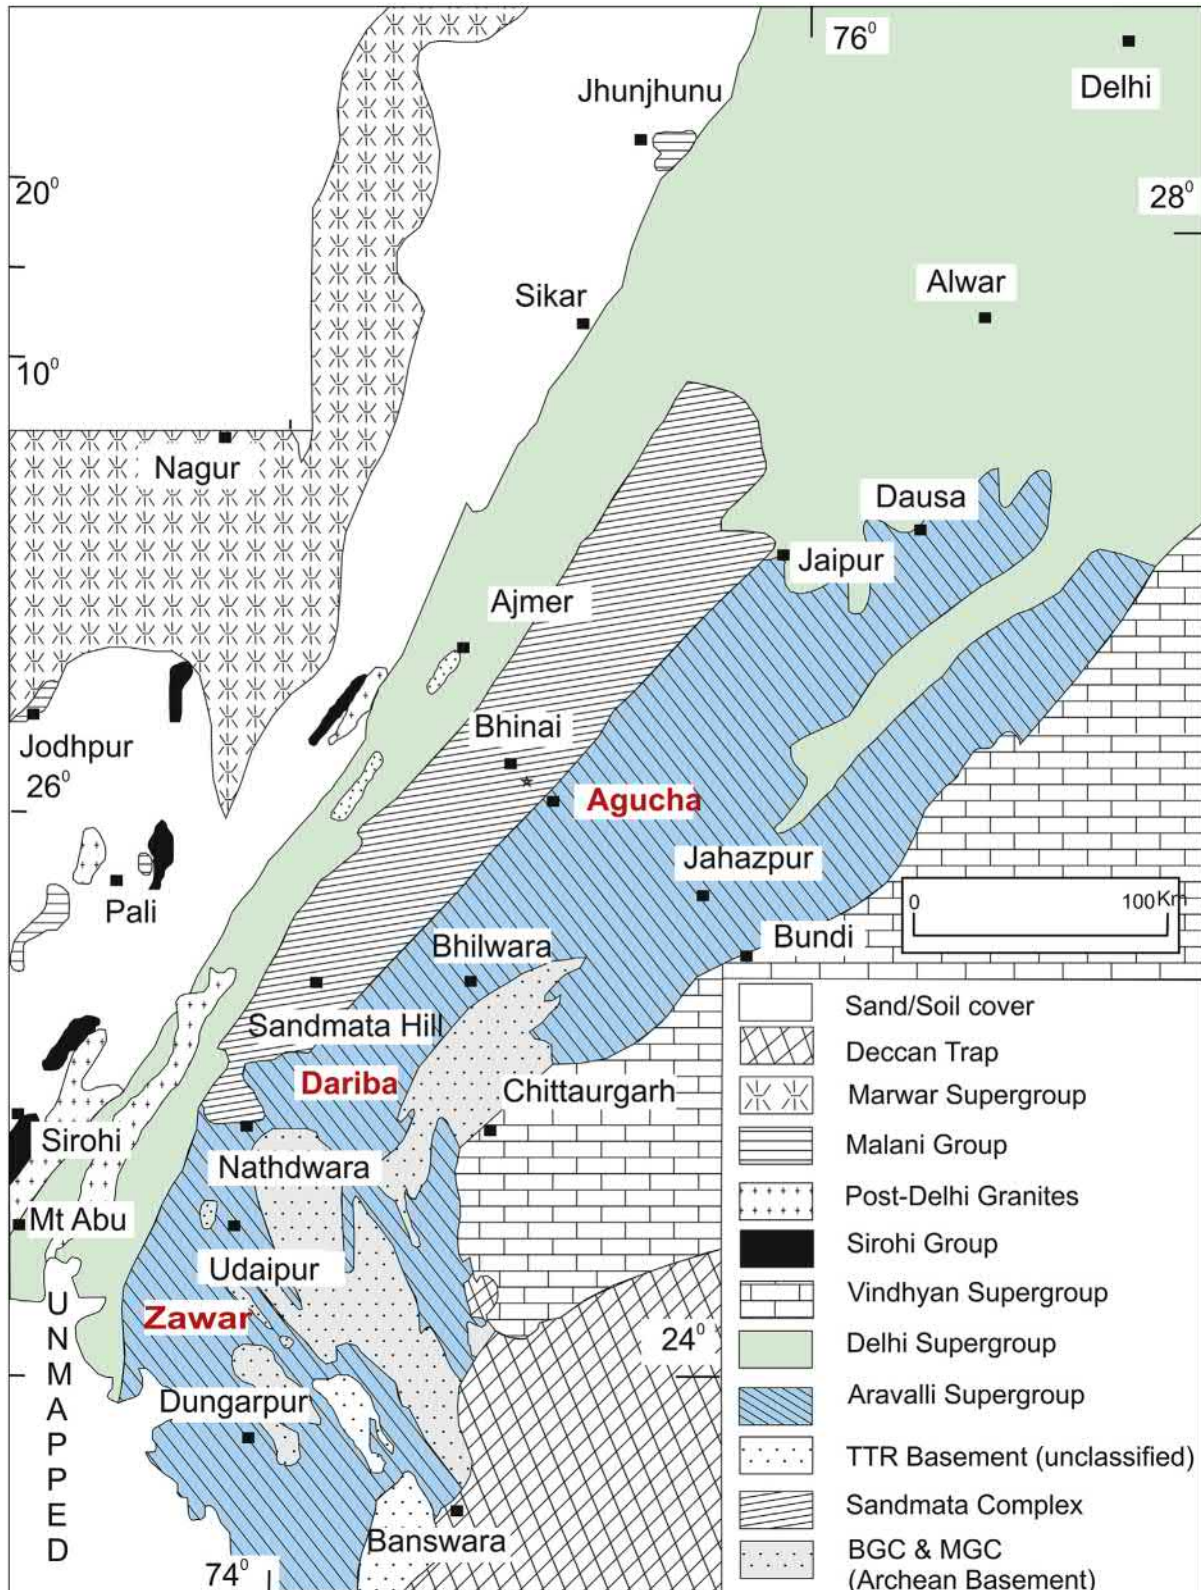 76⁰
Delhi
Jhunjhunu
20⁰
28⁰
Alwar
Sikar
10⁰
Nagur
Dausa
Jaipur
Ajmer
Bhinai
Jodhpur
26⁰
Agucha
Jahazpur
Pali
0 100Km
Bundi
Bhilwara
Sandmata Hill
Dariba
Chittaurgarh
Sirohi
Nathdwara
Mt Abu
Udaipur
Zawar
24⁰
Dungarpur
UNMAPPED
Banswara
74⁰
Sand/Soil cover
Deccan Trap
Marwar Supergroup
Malani Group
Post-Delhi Granites
Sirohi Group
Vindhyan Supergroup
Delhi Supergroup
Aravalli Supergroup
TTR Basement (unclassified)
Sandmata Complex
BGC & MGC
(Archean Basement)